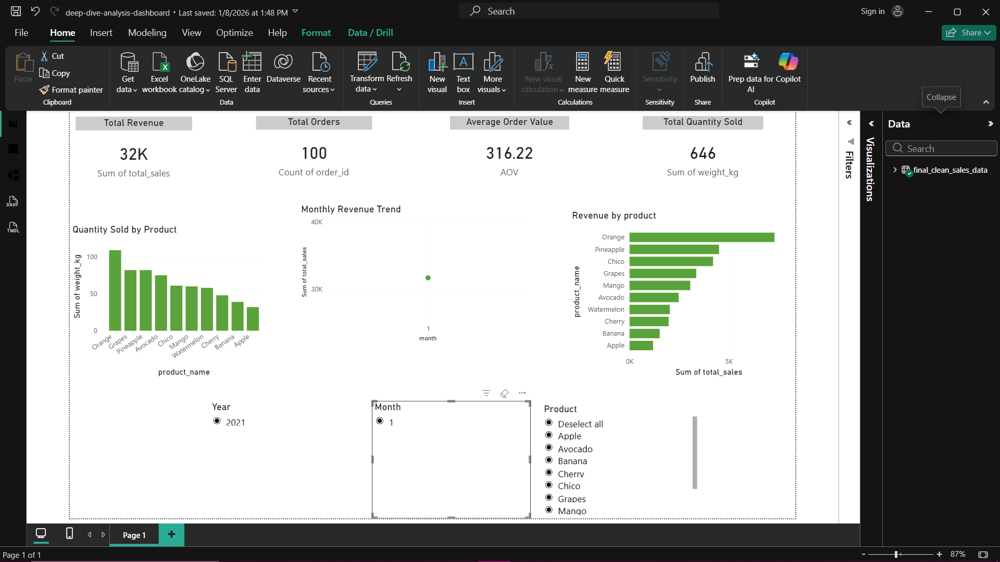 deep-dive-analysis-dashboard • Last saved: 1/8/2026 at 1:48 PM
Search
Sign in
File
Home
Insert
Modeling
View
Optimize
Help
Format
Data / Drill
Share
Paste
Cut
Copy
Format painter
Clipboard
Get data
Excel workbook
OneLake catalog
SQL Server
Enter data
Dataverse
Recent sources
Data
Transform data
Refresh
Queries
New visual
Text box
More visuals
Insert
New visual calculation
New measure
Quick measure
Calculations
Sensitivity
Sensitivity
Publish
Share
Prep data for AI
Copilot
Copilot
Collapse
DAX
TMDL
Total Revenue
32K
Sum of total_sales
Total Orders
100
Count of order_id
Average Order Value
316.22
AOV
Total Quantity Sold
646
Sum of weight_kg
Quantity Sold by Product
Sum of weight_kg
100
50
0
Orange
Grapes
Pineapple
Avocado
Chico
Mango
Watermelon
Cherry
Banana
Apple
product_name
Monthly Revenue Trend
Sum of total_sales
40K
30K
1
month
Revenue by product
product_name
Orange
Pineapple
Chico
Grapes
Mango
Avocado
Watermelon
Cherry
Banana
Apple
0K
5K
Sum of total_sales
Year
2021
Month
1
Product
Deselect all
Apple
Avocado
Banana
Cherry
Chico
Grapes
Mango
Filters
Visualizations
Data
Search
final_clean_sales_data
Page 1
Page 1 of 1
- + 87%